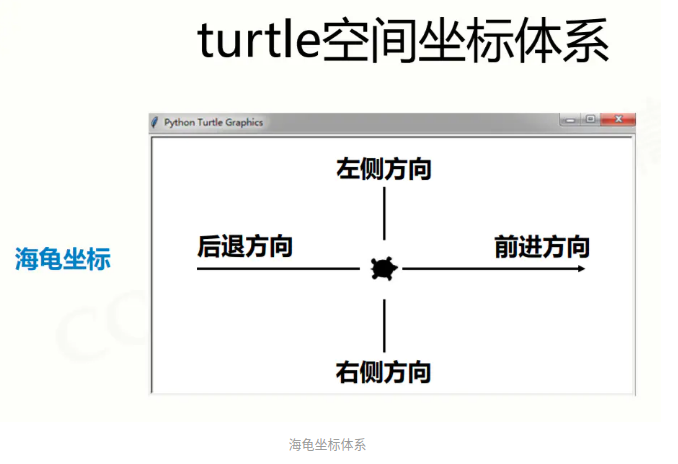 turtle空间坐标体系
Python Turtle Graphics
左侧方向
后退方向
前进方向
海龟坐标
右侧方向
海龟坐标体系